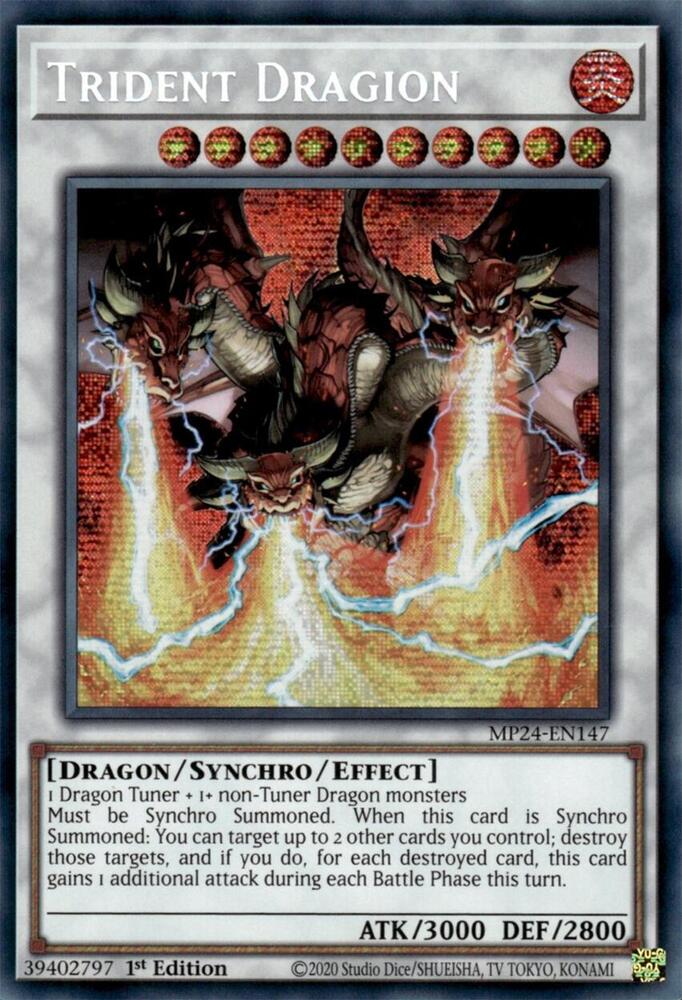 TRIDENT DRAGION
炎
MP24-EN147
[DRAGON/SYNCHRO/EFFECT]
1 Dragon Tuner + 1+ non-Tuner Dragon monsters
Must be Synchro Summoned. When this card is Synchro
Summoned: You can target up to 2 other cards you control; destroy
those targets, and if you do, for each destroyed card, this card
gains 1 additional attack during each Battle Phase this turn.
ATK/3000 DEF/2800
39402797 1st Edition ©2020 Studio Dice/SHUEISHA, TV TOKYO, KONAMI